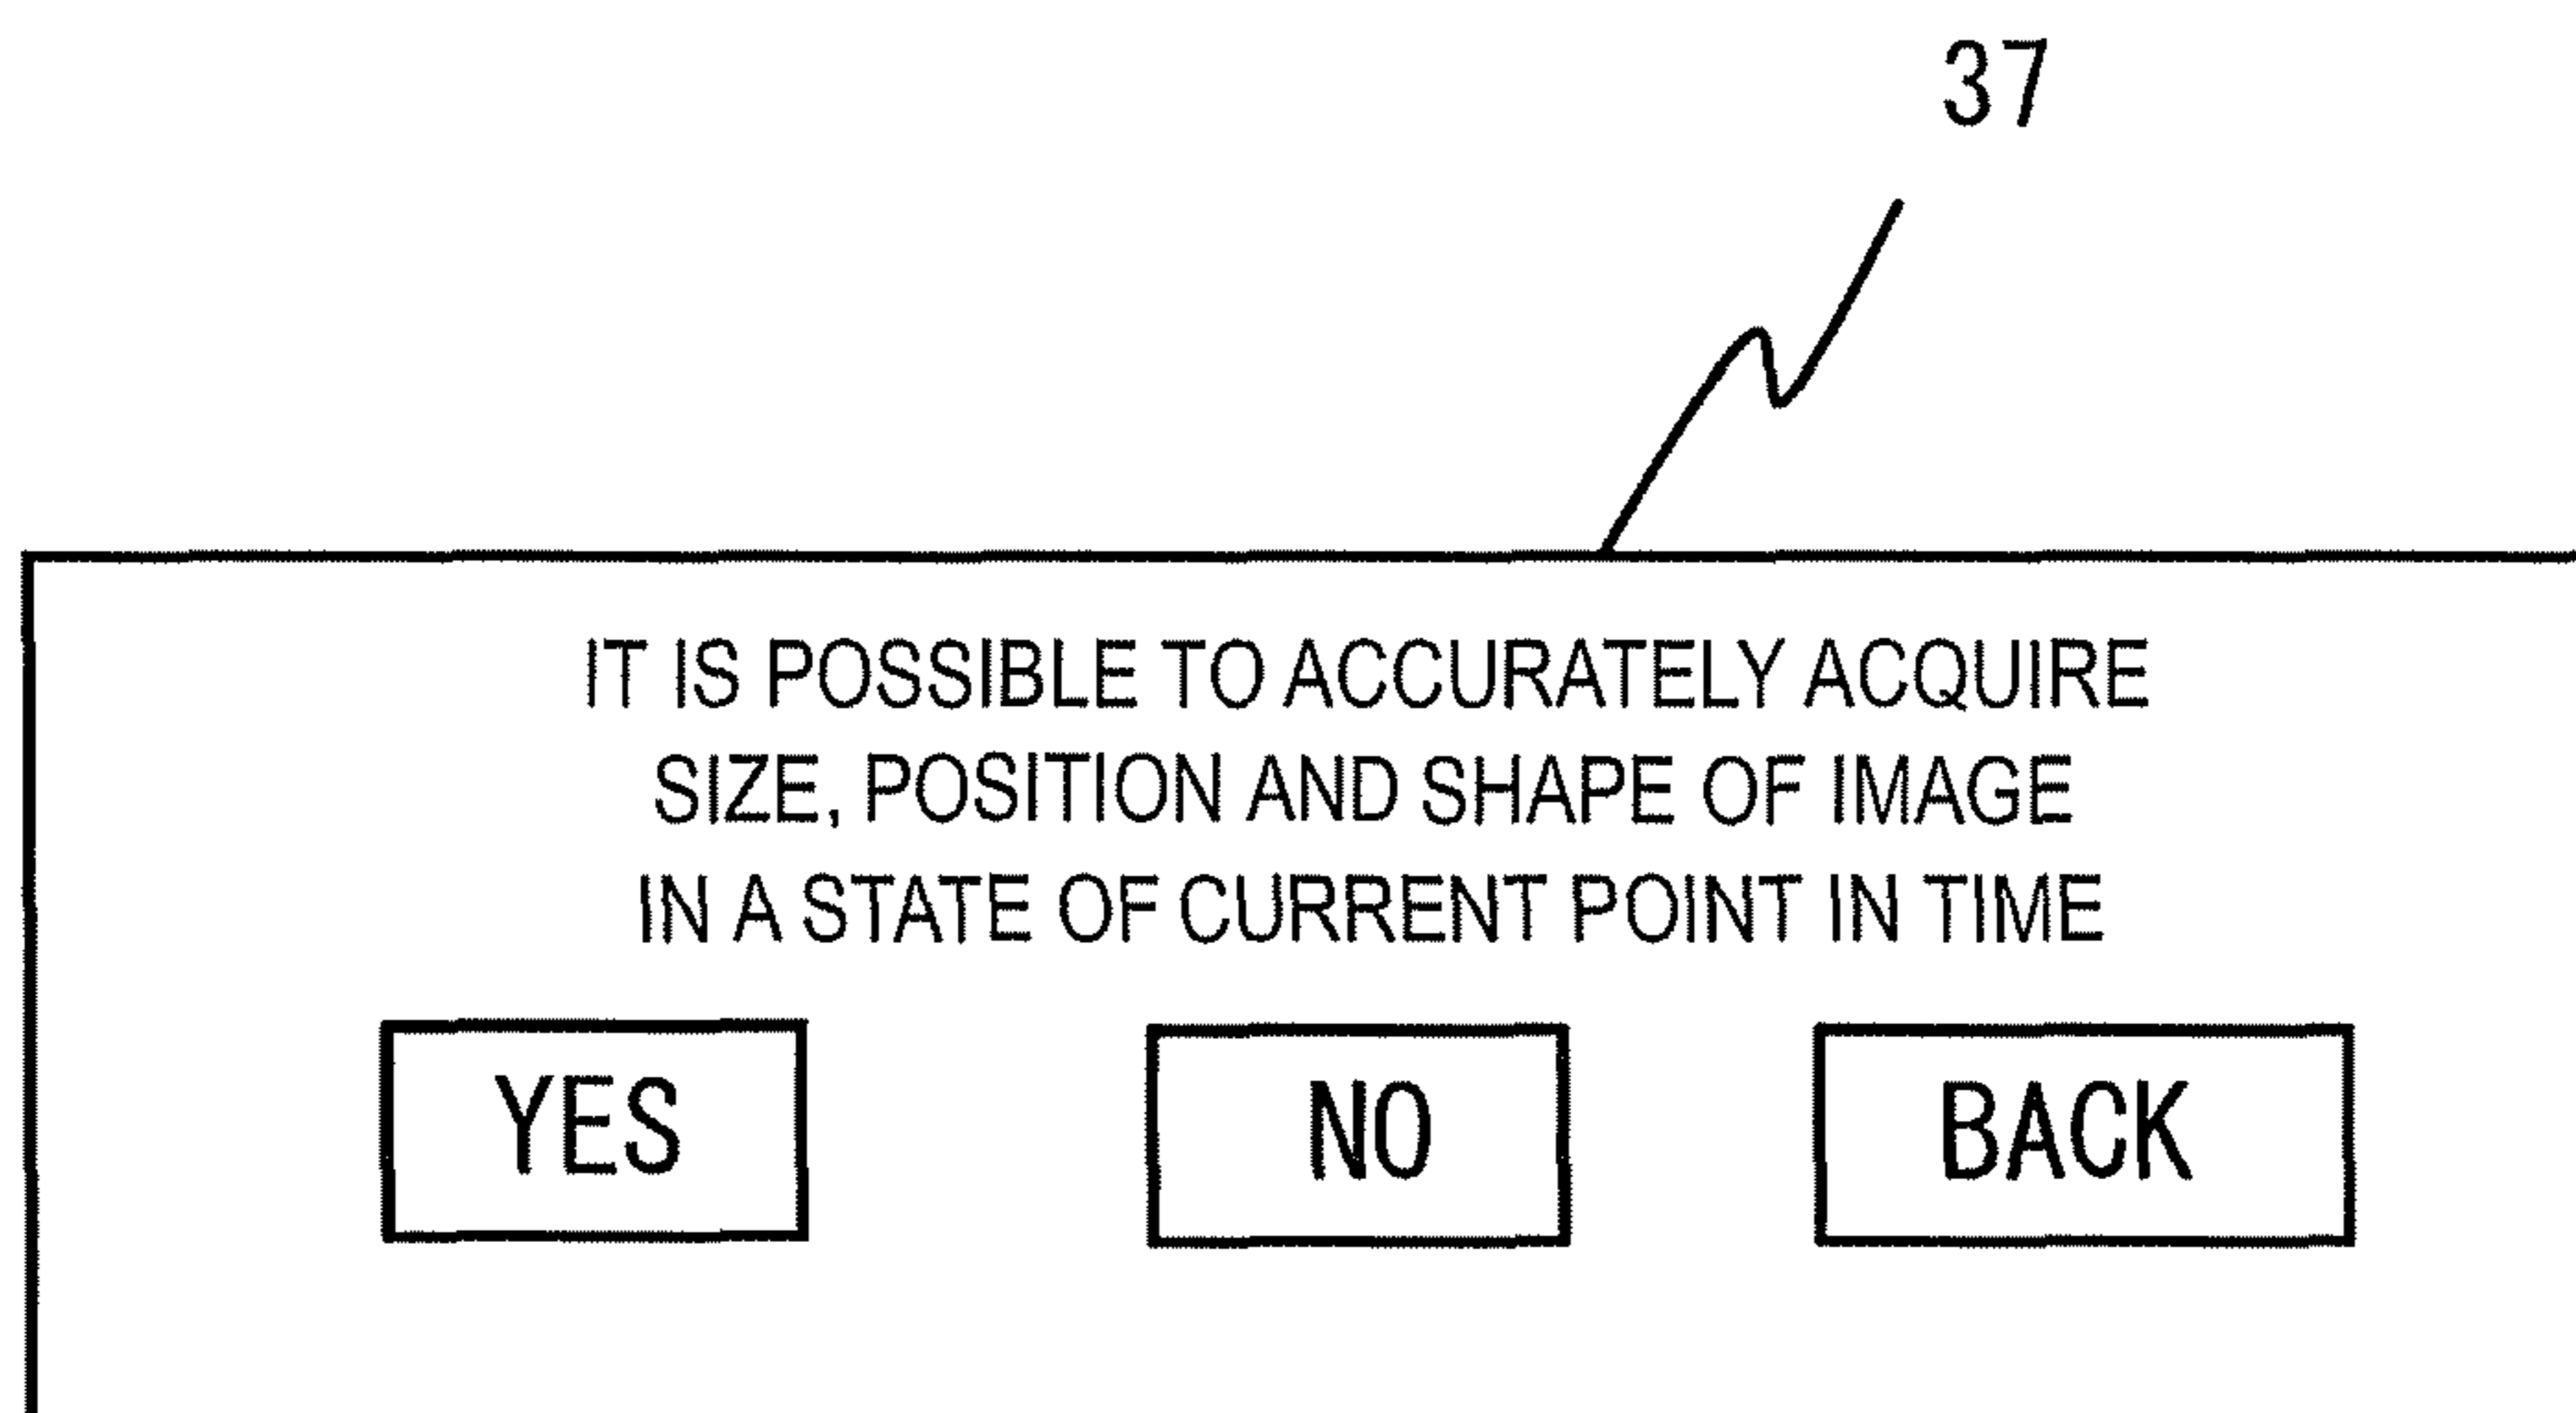 37
IT IS POSSIBLE TO ACCURATELY ACQUIRE
SIZE, POSITION AND SHAPE OF IMAGE
IN A STATE OF CURRENT POINT IN TIME
YES NO BACK